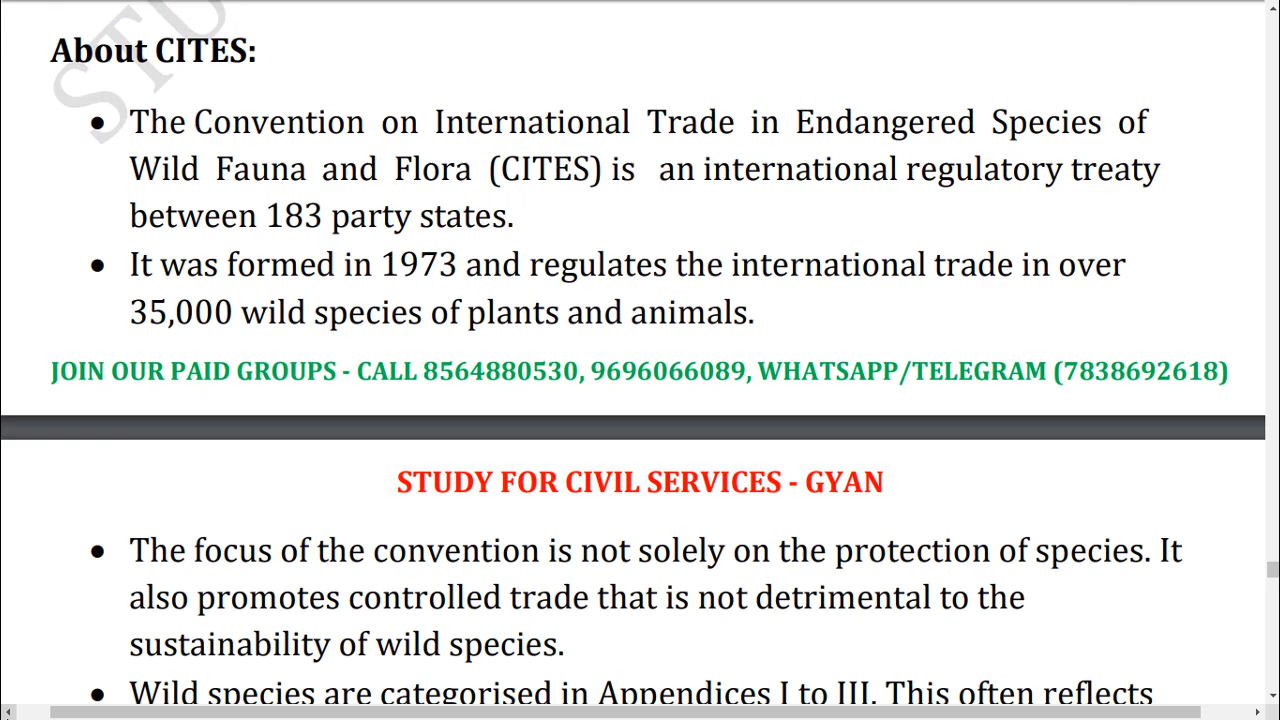 About CITES:
• The Convention on International Trade in Endangered Species of
Wild Fauna and Flora (CITES) is an international regulatory treaty
between 183 party states.
• It was formed in 1973 and regulates the international trade in over
35,000 wild species of plants and animals.
JOIN OUR PAID GROUPS - CALL 8564880530, 9696066089, WHATSAPP/TELEGRAM (7838692618)
STUDY FOR CIVIL SERVICES - GYAN
• The focus of the convention is not solely on the protection of species. It
also promotes controlled trade that is not detrimental to the
sustainability of wild species.
• Wild species are categorised in Appendices I to III. This often reflects